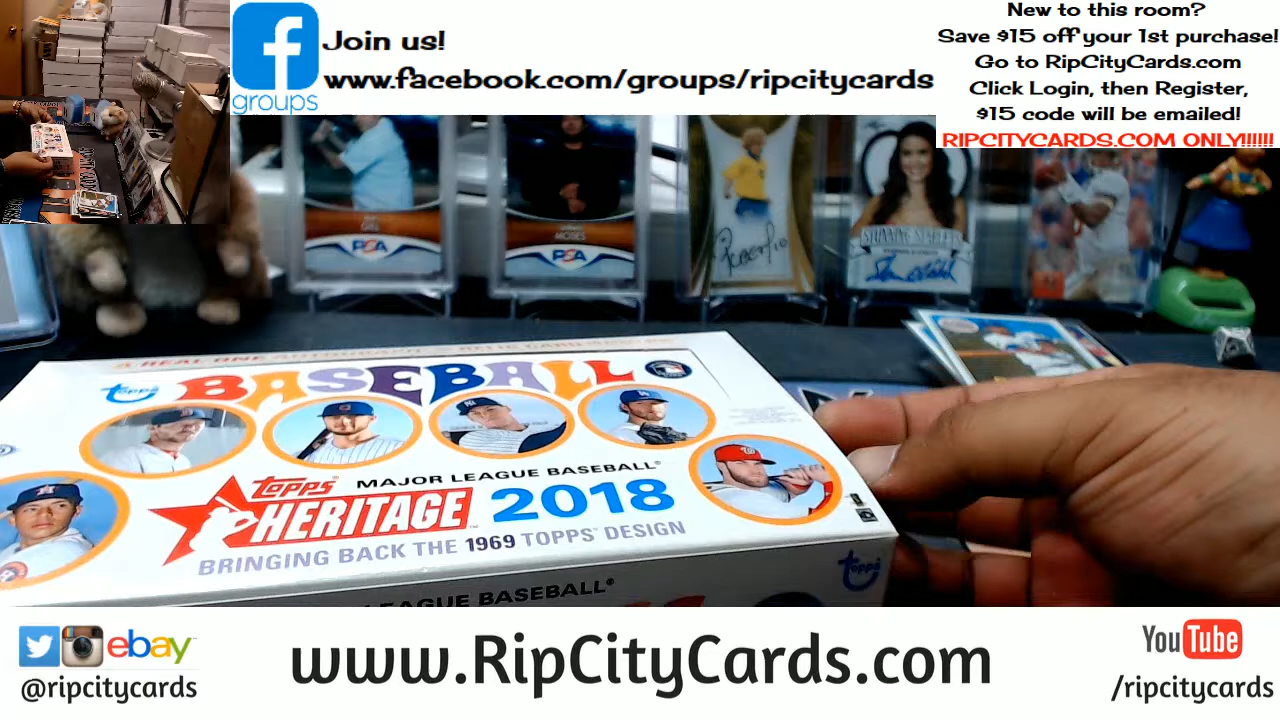 groups
Join us!
www.facebook.com/groups/ripcitycards
New to this room?
Save $15 off your 1st purchase!
Go to RipCityCards.com
Click Login, then Register,
$15 code will be emailed!
RIPCITYCARDS.COM ONLY!!!!!!
PSA
MOSES
PSA
topps
BASEBALL
MAJOR LEAGUE BASEBALL®
topps
HERITAGE™ 2018
BRINGING BACK THE 1969 TOPPS® DESIGN
topps
LEAGUE BASEBALL®
ebay™
@ripcitycards
www.RipCityCards.com
YouTube
/ripcitycards